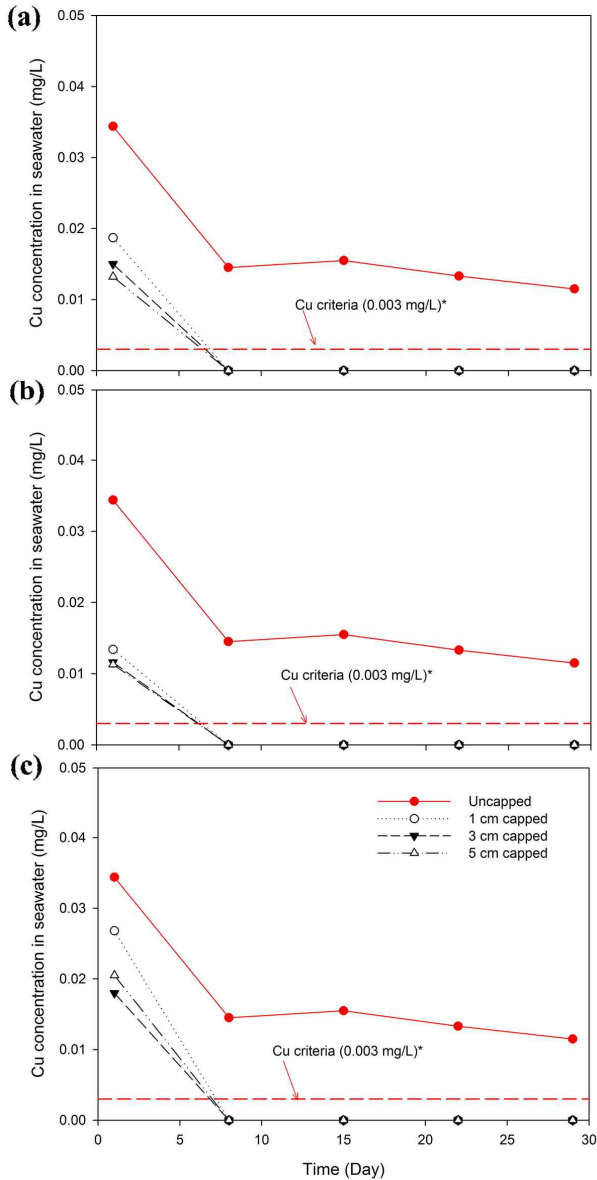 (a)
0.05
0.04
0.03
0.02
0.01
0.00
Cu concentration in seawater (mg/L)
Cu criteria (0.003 mg/L)*
(b)
0.05
0.04
0.03
0.02
0.01
0.00
Cu concentration in seawater (mg/L)
Cu criteria (0.003 mg/L)*
(c)
0.05
0.04
0.03
0.02
0.01
0.00
Cu concentration in seawater (mg/L)
Uncapped
1 cm capped
3 cm capped
5 cm capped
Cu criteria (0.003 mg/L)*
0 5 10 15 20 25 30
Time (Day)